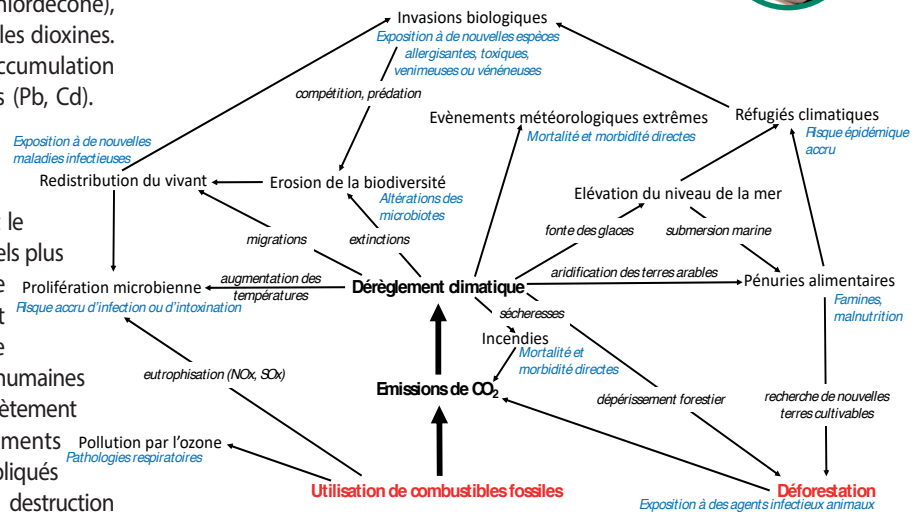 hlordécone),
les dioxines.
ccumulation
s (Pb, Cd).
le
els plus
e
t
e
humaines
ètement
ements
pliqués
destruction
Invasions biologiques
Exposition à de nouvelles espèces
allergisantes, toxiques,
venimeuses ou vénéneuses
compétition, prédation
Evènements météorologiques extrêmes
Mortalité et morbidité directes
Réfugiés climatiques
Risque épidémique
accru
Exposition à de nouvelles
maladies infectieuses
Redistribution du vivant
Erosion de la biodiversité
Altérations des
microbiotes
Elévation du niveau de la mer
migrations
extinctions
fonte des glaces
submersion marine
Prolifération microbienne
Risque accru d'infection ou d'intoxination
augmentation des
températures
Dérèglement climatique
aridification des terres arables
Pénuries alimentaires
Famines,
malnutrition
sécheresses
Incendies
Mortalité et
morbidité directes
eutrophisation (NOx, SOx)
Emissions de CO2
dépérissement forestier
recherche de nouvelles
terres cultivables
Pollution par l'ozone
Pathologies respiratoires
Utilisation de combustibles fossiles
Déforestation
Exposition à des agents infectieux animaux